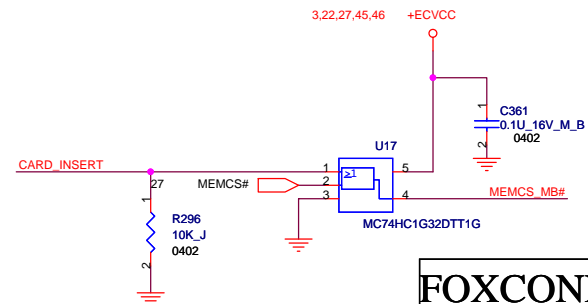 3,22,27,45,46 +ECVCC
1
C361
0.1U_16V_M_B
2 0402
U17
CARD_INSERT 1 ≥1 5
27 MEMCS# 2
3 4 MEMCS_MB#
1
R296
10K_J
0402
2
MC74HC1G32DTT1G